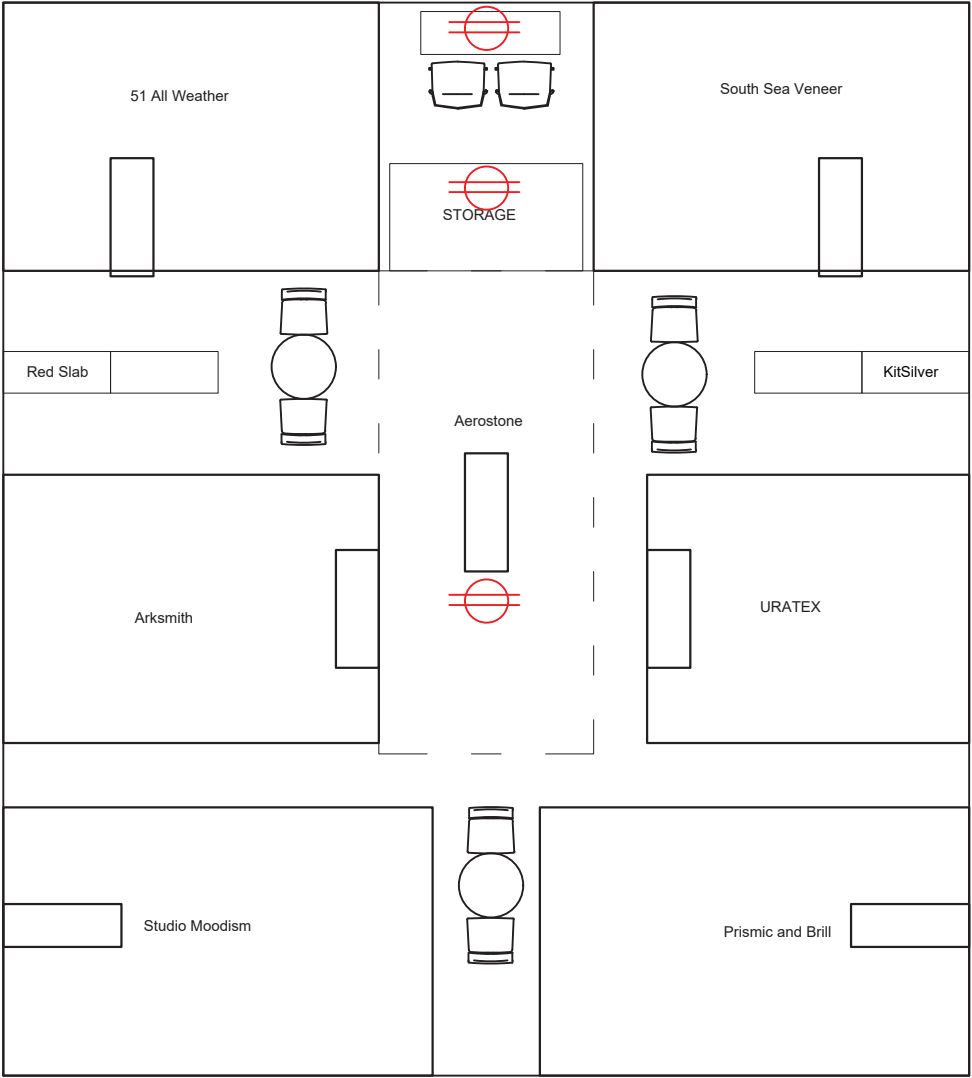 51 All Weather
South Sea Veneer
STORAGE
Red Slab
KitSilver
Aerostone
Arksmith
URATEX
Studio Moodism
Prismic and Brill